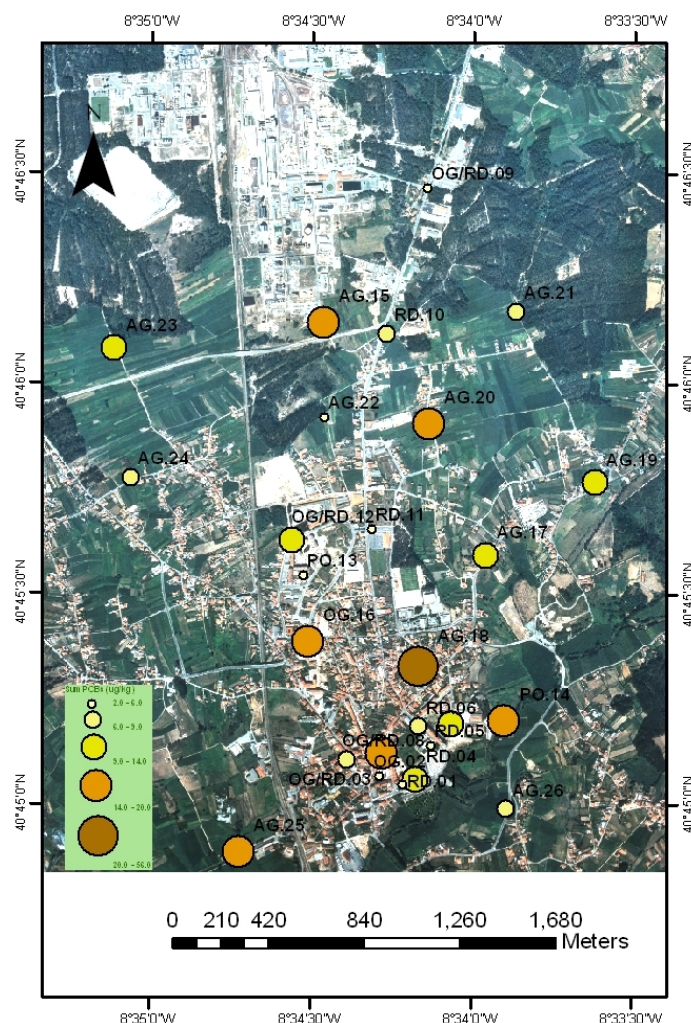 8°35'0"W 8°34'30"W 8°34'0"W 8°33'30"W
N
40°46'30"N 40°46'30"N
OG/RD.09
AG.15
AG.21
RD.10
AG.23
40°46'0"N 40°46'0"N
AG.22
AG.20
AG.24
AG.19
OG/RD.12
RD.11
AG.17
PO.13
40°45'30"N 40°45'30"N
OG.16
AG.18
PO.14
RD.06
RD.05
OG/RD.08
RD.04
OG.02
OG/RD.03
RD.01
AG.26
40°45'0"N 40°45'0"N
AG.25
Sum PCBs (ug/kg)
2.0 - 6.0
6.0 - 9.0
9.0 - 14.0
14.0 - 20.0
20.0 - 56.0
0 210 420 840 1,260 1,680
Meters
8°35'0"W 8°34'30"W 8°34'0"W 8°33'30"W